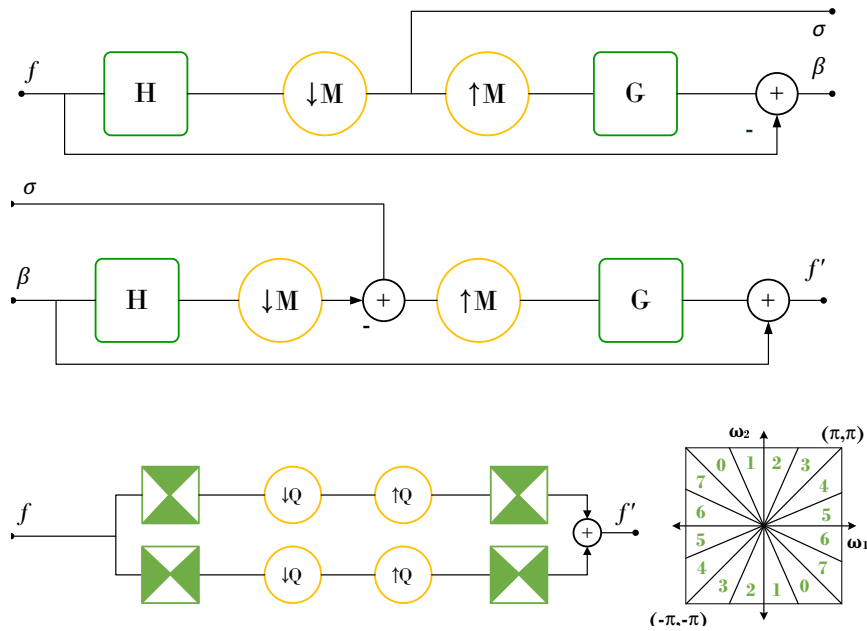 σ
f H ↓M ↑M G + β
-
σ
β H ↓M + ↑M G + f'
-
ω₂ (π,π)
0 1 2 3
7 4
6 5
5 6
4 7
3 2 1 0
ω₁
(-π,-π)
f ↓Q ↑Q + f'
↓Q ↑Q